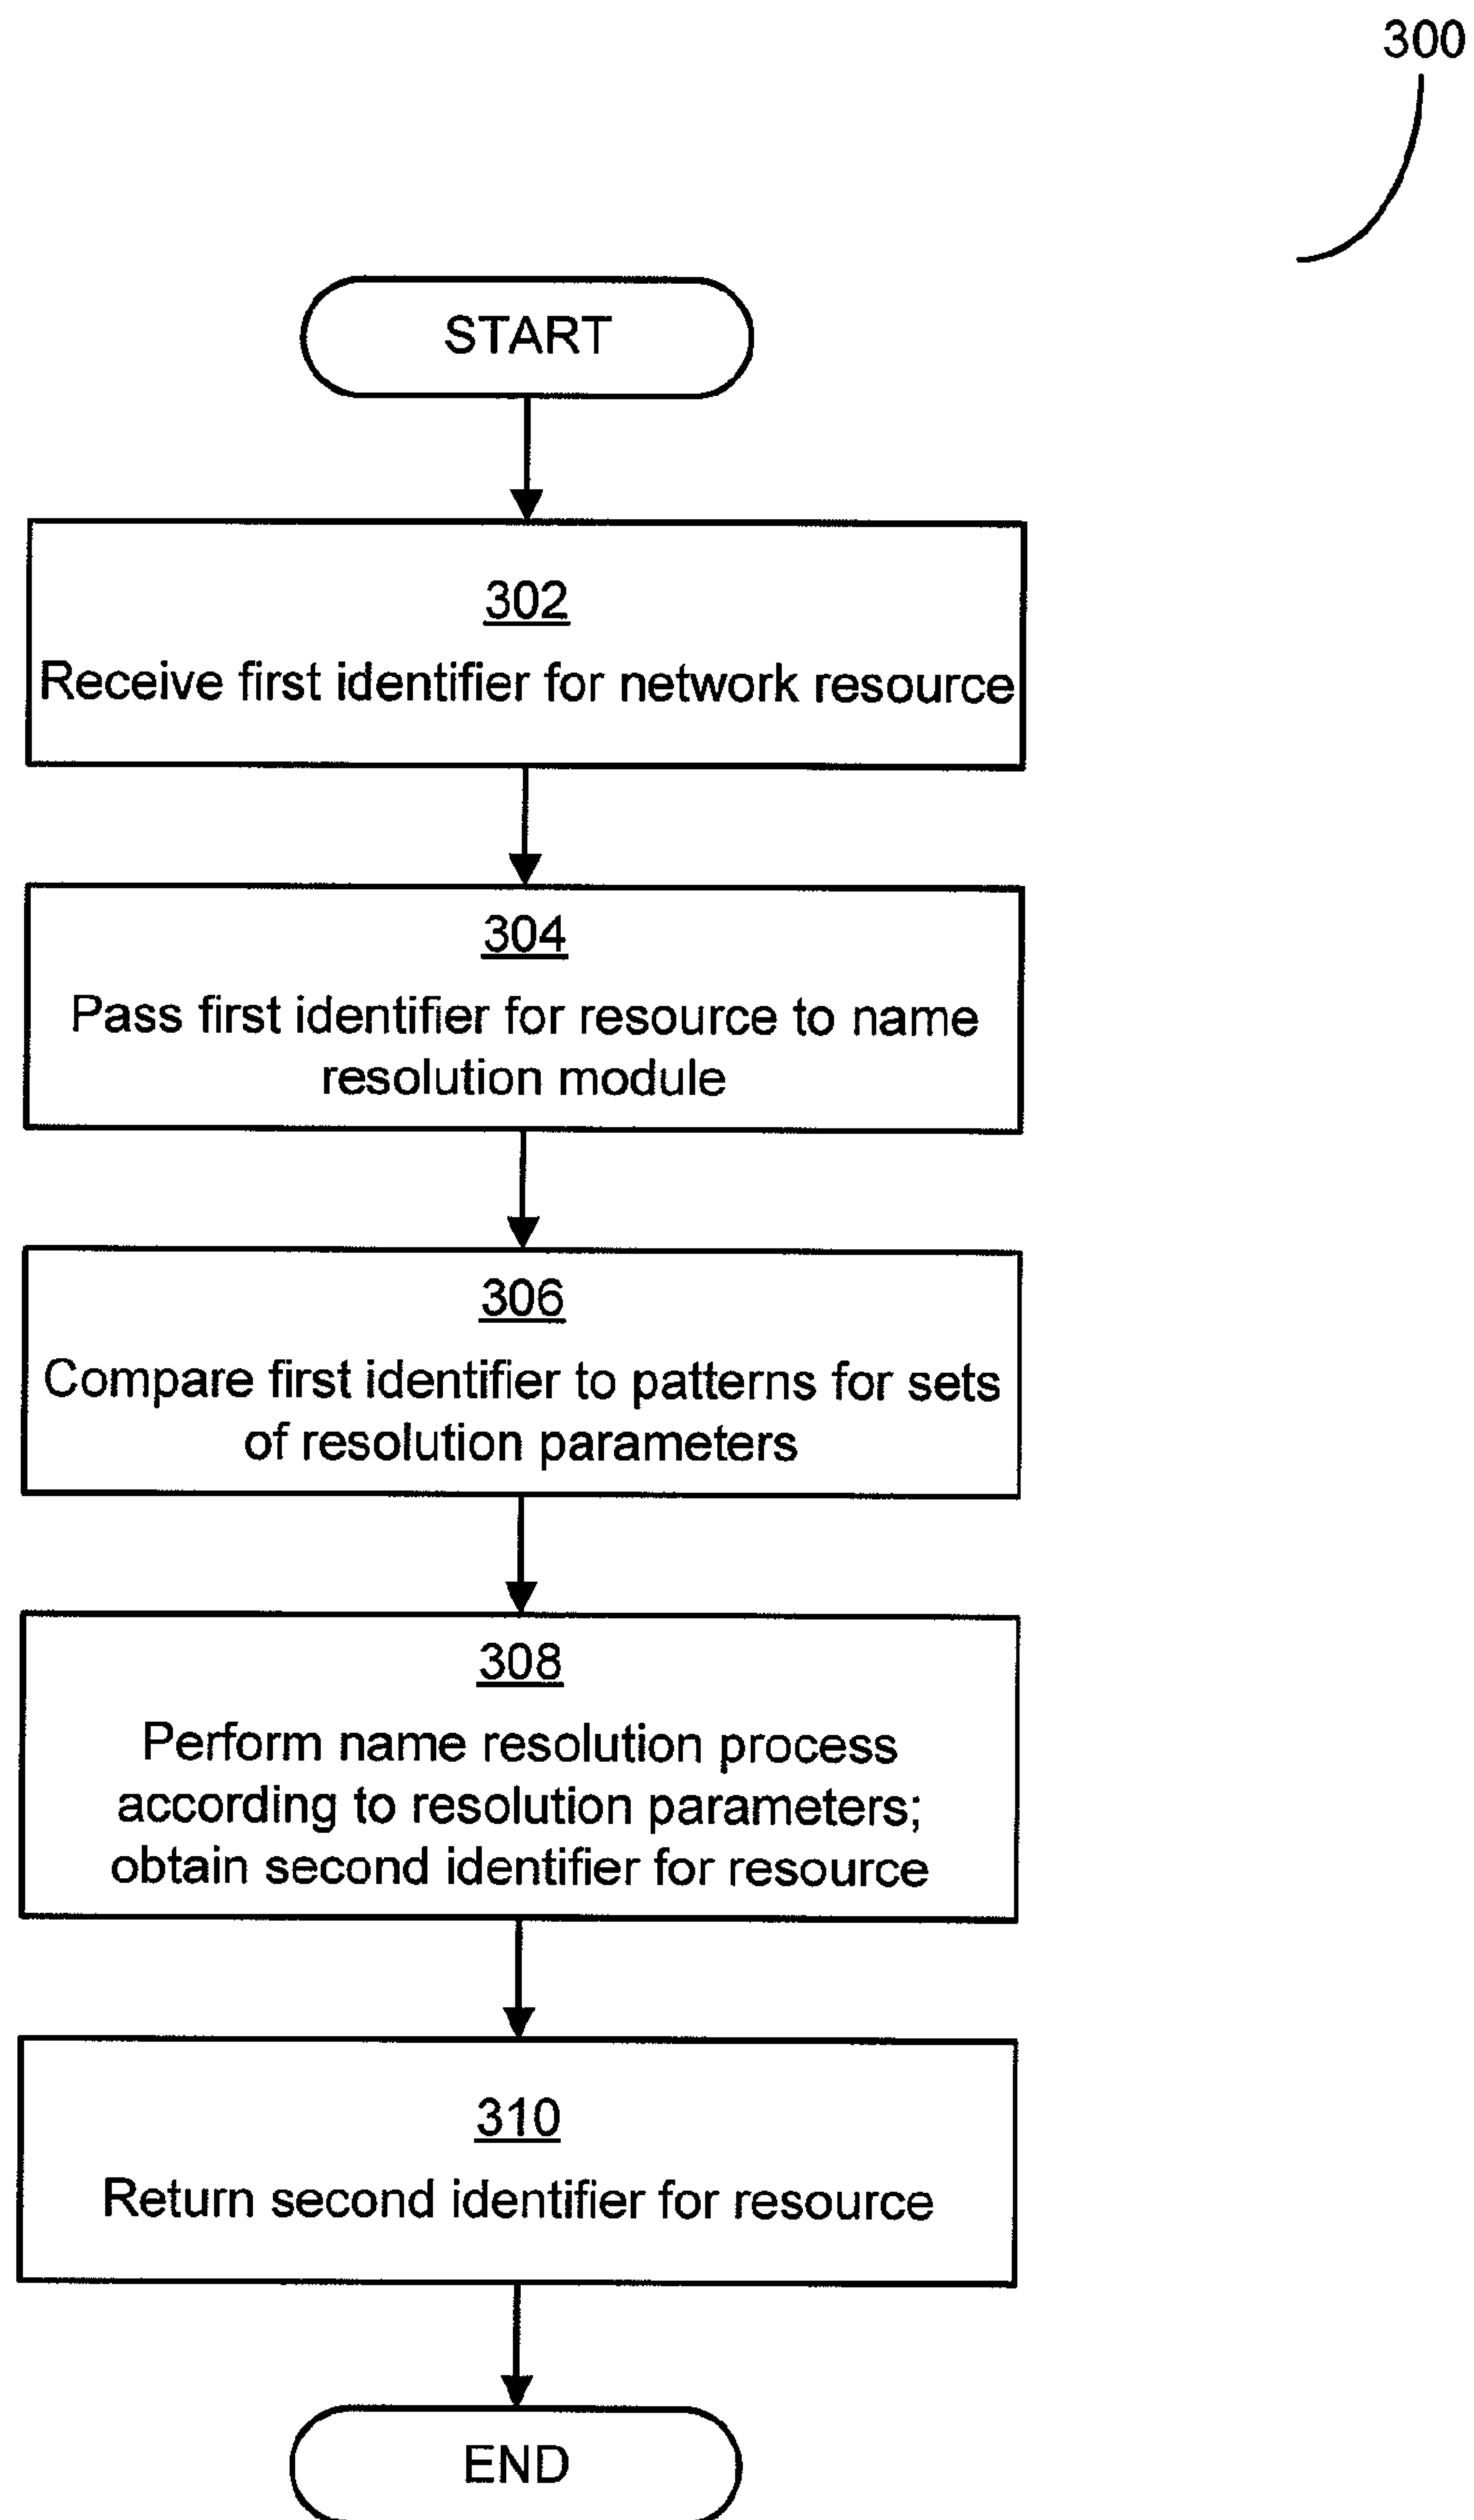 300
START
302
Receive first identifier for network resource
304
Pass first identifier for resource to name
resolution module
306
Compare first identifier to patterns for sets
of resolution parameters
308
Perform name resolution process
according to resolution parameters;
obtain second identifier for resource
310
Return second identifier for resource
END